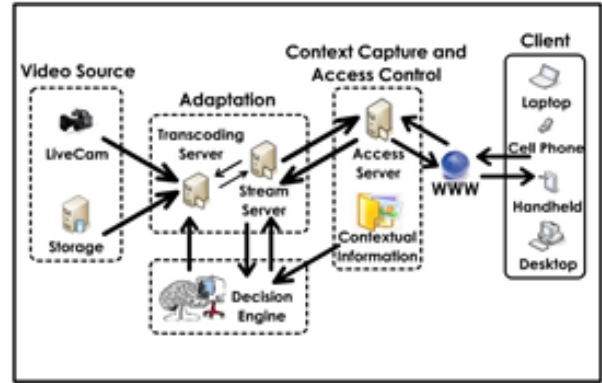 Video Source
LiveCam
Storage
Adaptation
Transcoding
Server
Stream
Server
Decision
Engine
Context Capture and
Access Control
Access
Server
Contextual
Information
WWW
Client
Laptop
Cell Phone
Handheld
Desktop